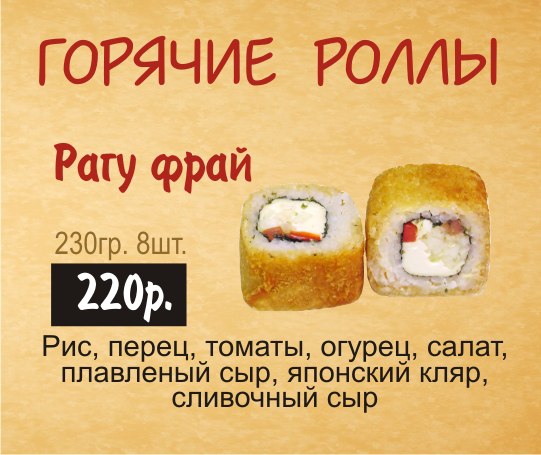 ГОРЯЧИЕ РОЛЛЫ
Рагу фрай
230гр. 8шт.
220р.
Рис, перец, томаты, огурец, салат,
плавленый сыр, японский кляр,
сливочный сыр